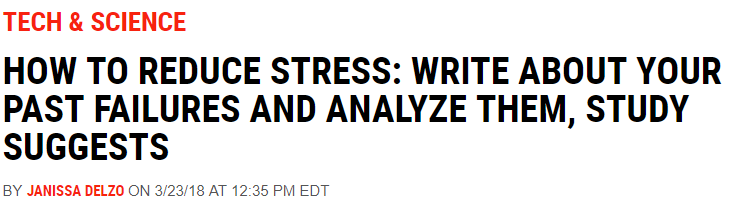 TECH & SCIENCE
HOW TO REDUCE STRESS: WRITE ABOUT YOUR
PAST FAILURES AND ANALYZE THEM, STUDY
SUGGESTS
BY JANISSA DELZO ON 3/23/18 AT 12:35 PM EDT